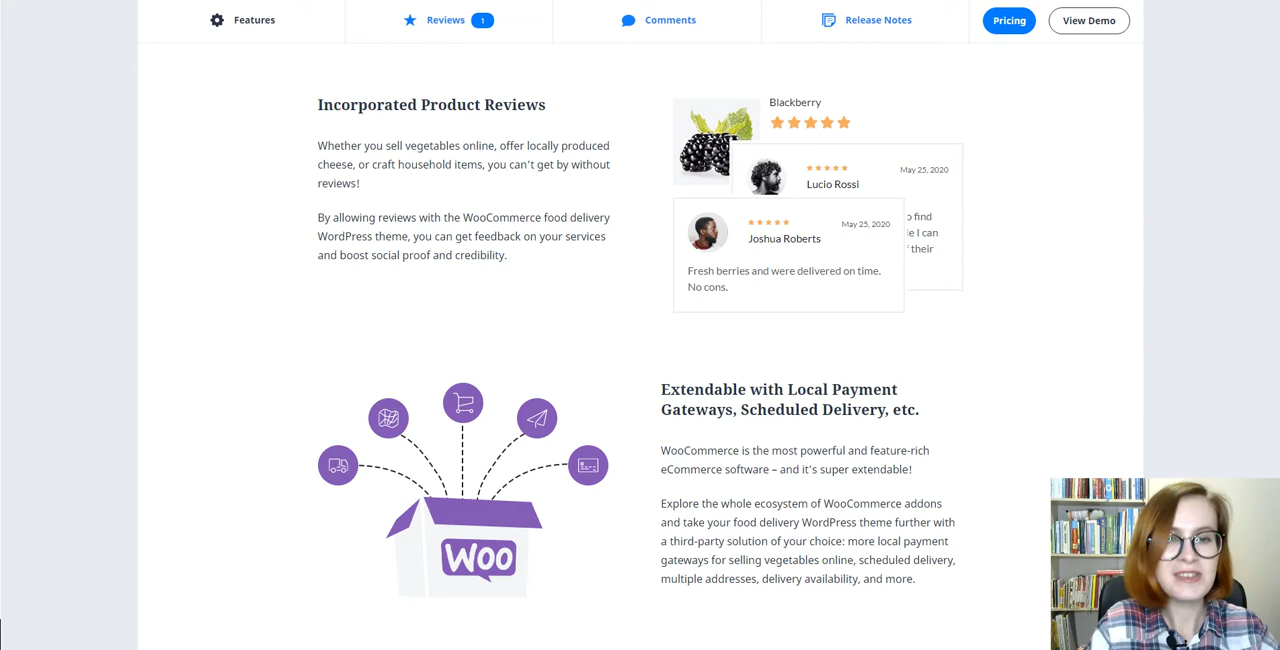 Features
Reviews 1
Comments
Release Notes
Pricing
View Demo
Incorporated Product Reviews
Whether you sell vegetables online, offer locally produced
cheese, or craft household items, you can't get by without
reviews!
By allowing reviews with the WooCommerce food delivery
WordPress theme, you can get feedback on your services
and boost social proof and credibility.
Blackberry
May 25, 2020
Lucio Rossi
o find
le I can
f their
May 25, 2020
Joshua Roberts
Fresh berries and were delivered on time.
No cons.
WOO
Extendable with Local Payment
Gateways, Scheduled Delivery, etc.
WooCommerce is the most powerful and feature-rich
eCommerce software – and it's super extendable!
Explore the whole ecosystem of WooCommerce addons
and take your food delivery WordPress theme further with
a third-party solution of your choice: more local payment
gateways for selling vegetables online, scheduled delivery,
multiple addresses, delivery availability, and more.